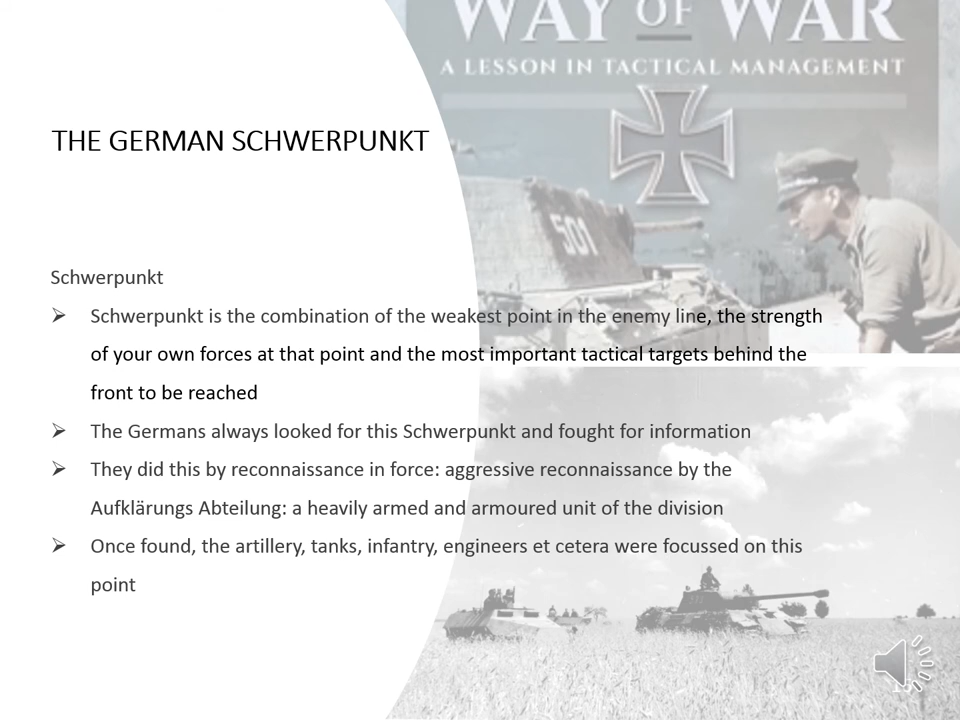 WAY OF WAR
A LESSON IN TACTICAL MANAGEMENT
THE GERMAN SCHWERPUNKT
501
Schwerpunkt
Schwerpunkt is the combination of the weakest point in the enemy line, the strength
of your own forces at that point and the most important tactical targets behind the
front to be reached
The Germans always looked for this Schwerpunkt and fought for information
They did this by reconnaissance in force: aggressive reconnaissance by the
Aufklärungs Abteilung: a heavily armed and armoured unit of the division
Once found, the artillery, tanks, infantry, engineers et cetera were focussed on this
point